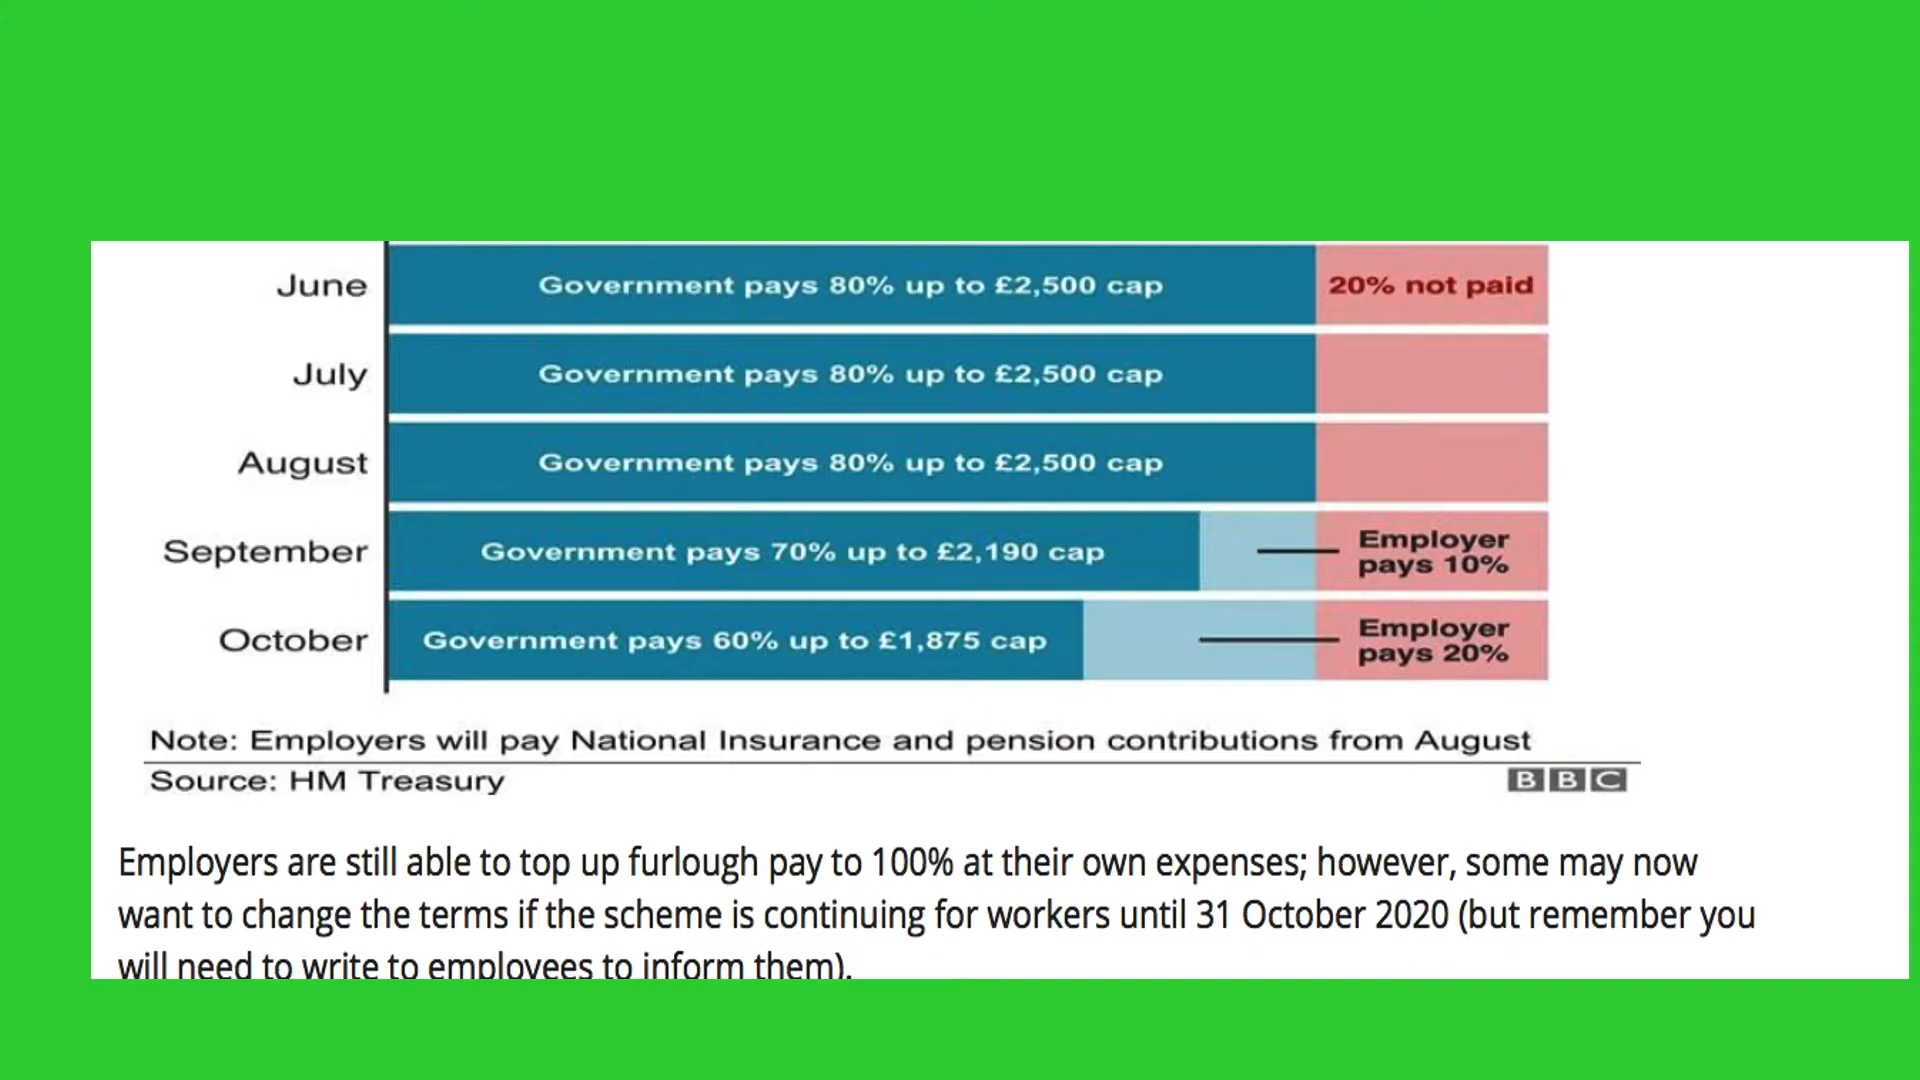 June Government pays 80% up to £2,500 cap 20% not paid
July Government pays 80% up to £2,500 cap
August Government pays 80% up to £2,500 cap
September Government pays 70% up to £2,190 cap Employer pays 10%
October Government pays 60% up to £1,875 cap Employer pays 20%
Note: Employers will pay National Insurance and pension contributions from August
Source: HM Treasury BBC
Employers are still able to top up furlough pay to 100% at their own expenses; however, some may now
want to change the terms if the scheme is continuing for workers until 31 October 2020 (but remember you
will need to write to employees to inform them).